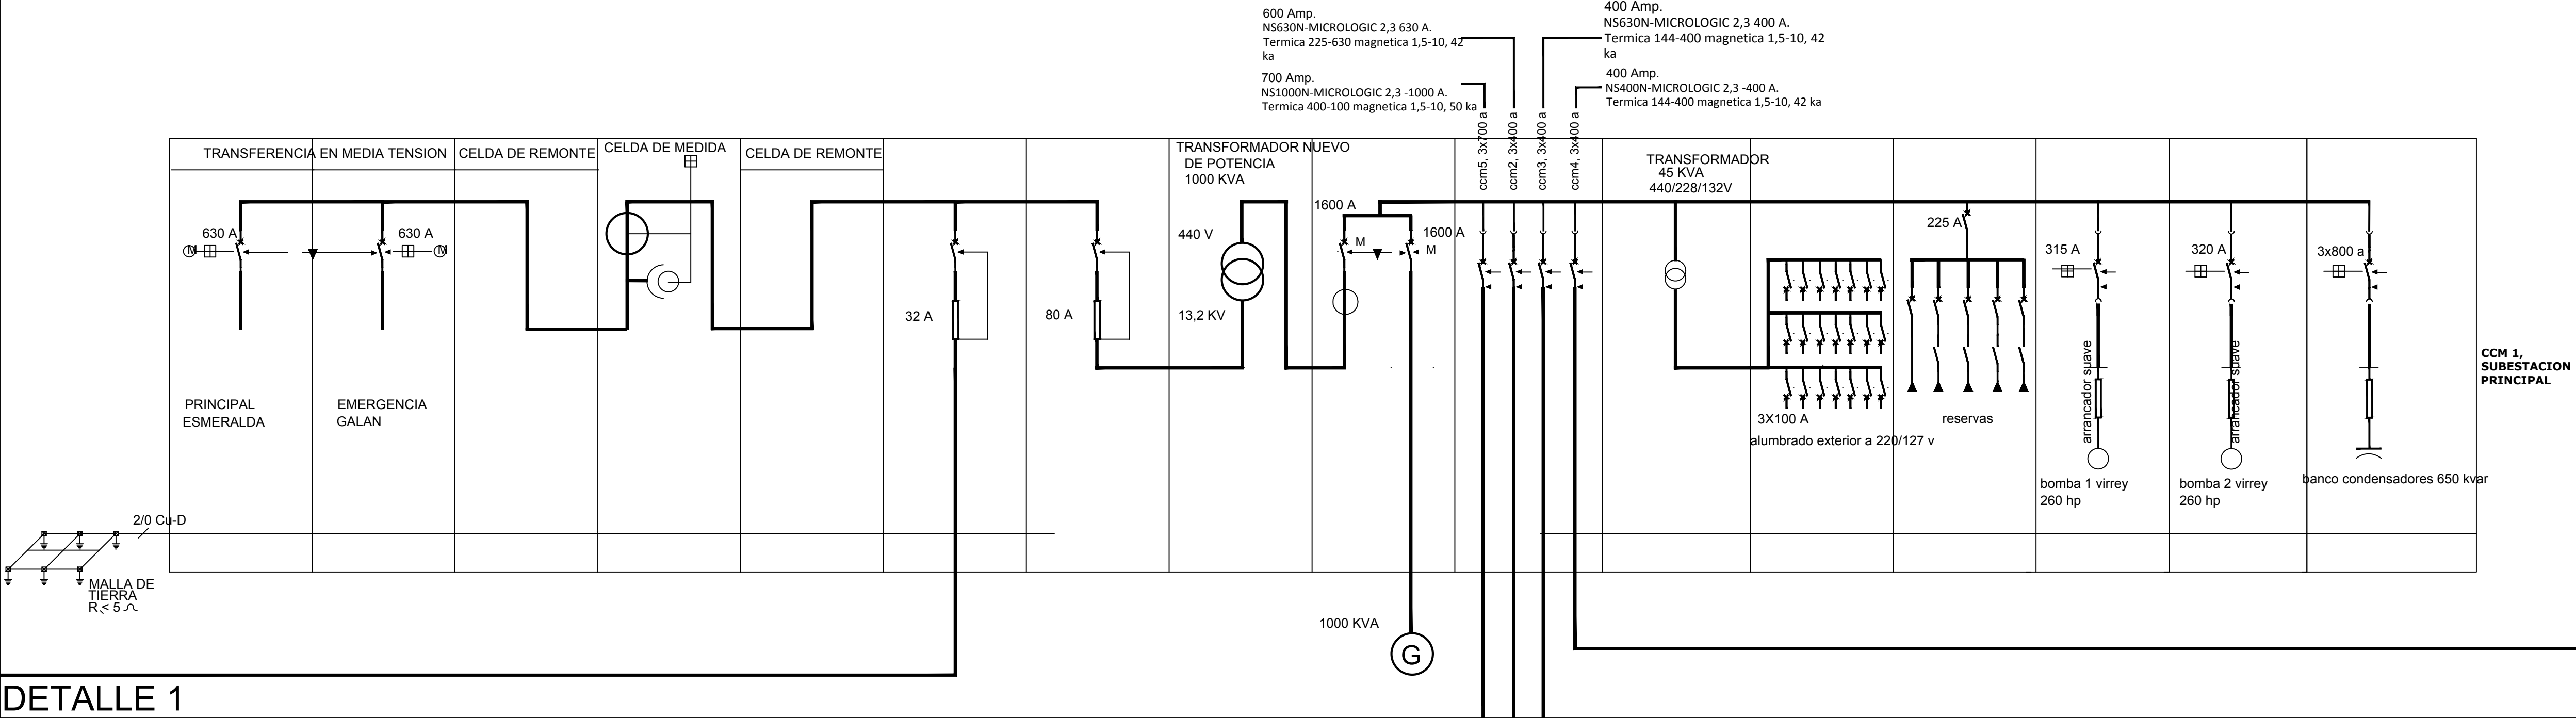 600 Amp.
NS630N-MICROLOGIC 2,3 630 A.
Termica 225-630 magnetica 1,5-10, 42
ka
700 Amp.
NS1000N-MICROLOGIC 2,3 -1000 A.
Termica 400-100 magnetica 1,5-10, 50 ka
400 Amp.
NS630N-MICROLOGIC 2,3 400 A.
Termica 144-400 magnetica 1,5-10, 42
ka
400 Amp.
NS400N-MICROLOGIC 2,3 -400 A.
Termica 144-400 magnetica 1,5-10, 42 ka
TRANSFERENCIA EN MEDIA TENSION
CELDA DE REMONTE
CELDA DE MEDIDA
CELDA DE REMONTE
TRANSFORMADOR NUEVO
DE POTENCIA
1000 KVA
ccm5, 3x700 a
ccm2, 3x400 a
ccm3, 3x400 a
ccm4, 3x400 a
TRANSFORMADOR
45 KVA
440/228/132V
M
630 A
630 A
M
32 A
80 A
440 V
13,2 KV
1600 A
M
1600 A
M
225 A
315 A
320 A
3x800 a
PRINCIPAL
ESMERALDA
EMERGENCIA
GALAN
3X100 A
alumbrado exterior a 220/127 v
reservas
arrancador suave
bomba 1 virrey
260 hp
arrancador suave
bomba 2 virrey
260 hp
banco condensadores 650 kvar
CCM 1,
SUBESTACION
PRINCIPAL
2/0 Cu-D
MALLA DE
TIERRA
R < 5
1000 KVA
G
DETALLE 1